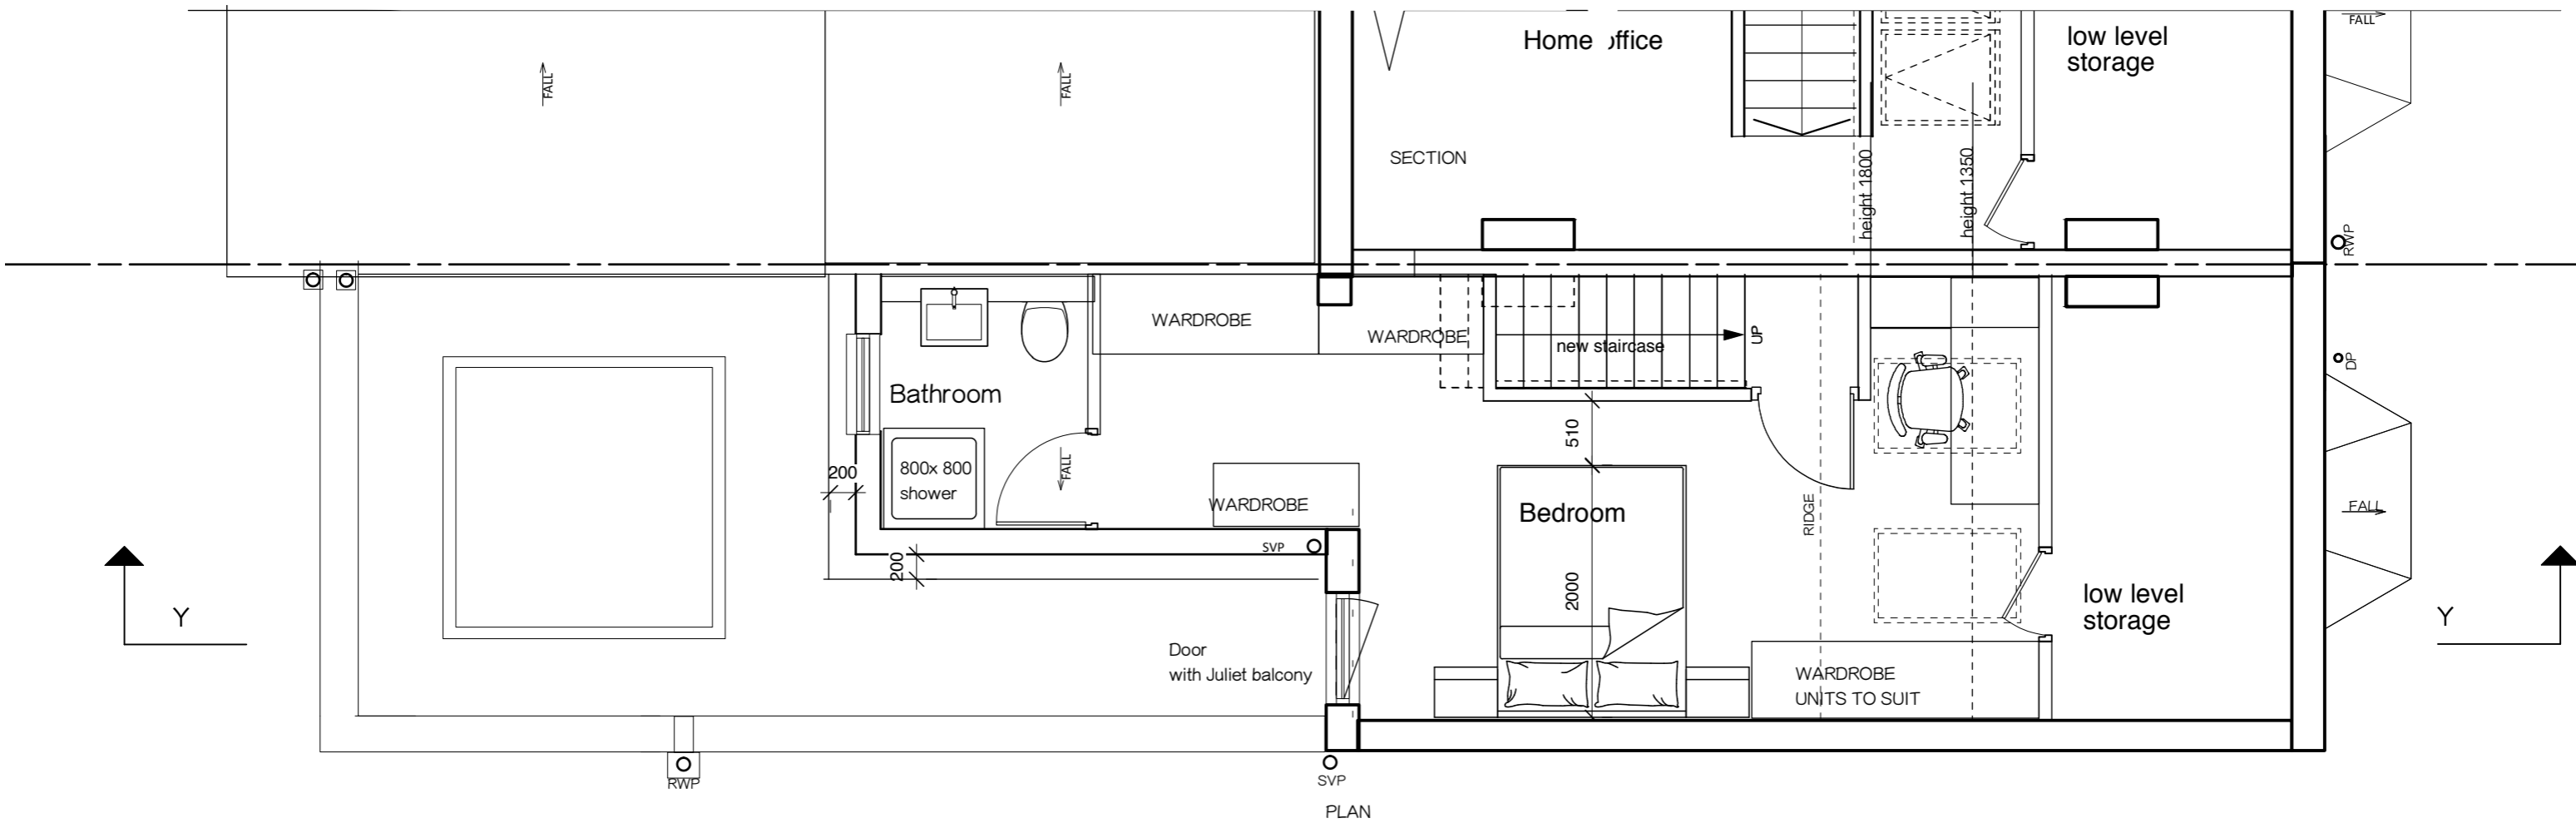 FALL
FALL
Home office
low level
storage
FALL
SECTION
height 1800
height 1350
RWP
WARDROBE
WARDROBE
new staircase
UP
DP
Bathroom
800x 800
shower
200
FALL
WARDROBE
510
Bedroom
RIDGE
FALL
SVP
200
2000
low level
storage
Y
Y
Door
with Juliet balcony
WARDROBE
UNITS TO SUIT
RWP
SVP
PLAN